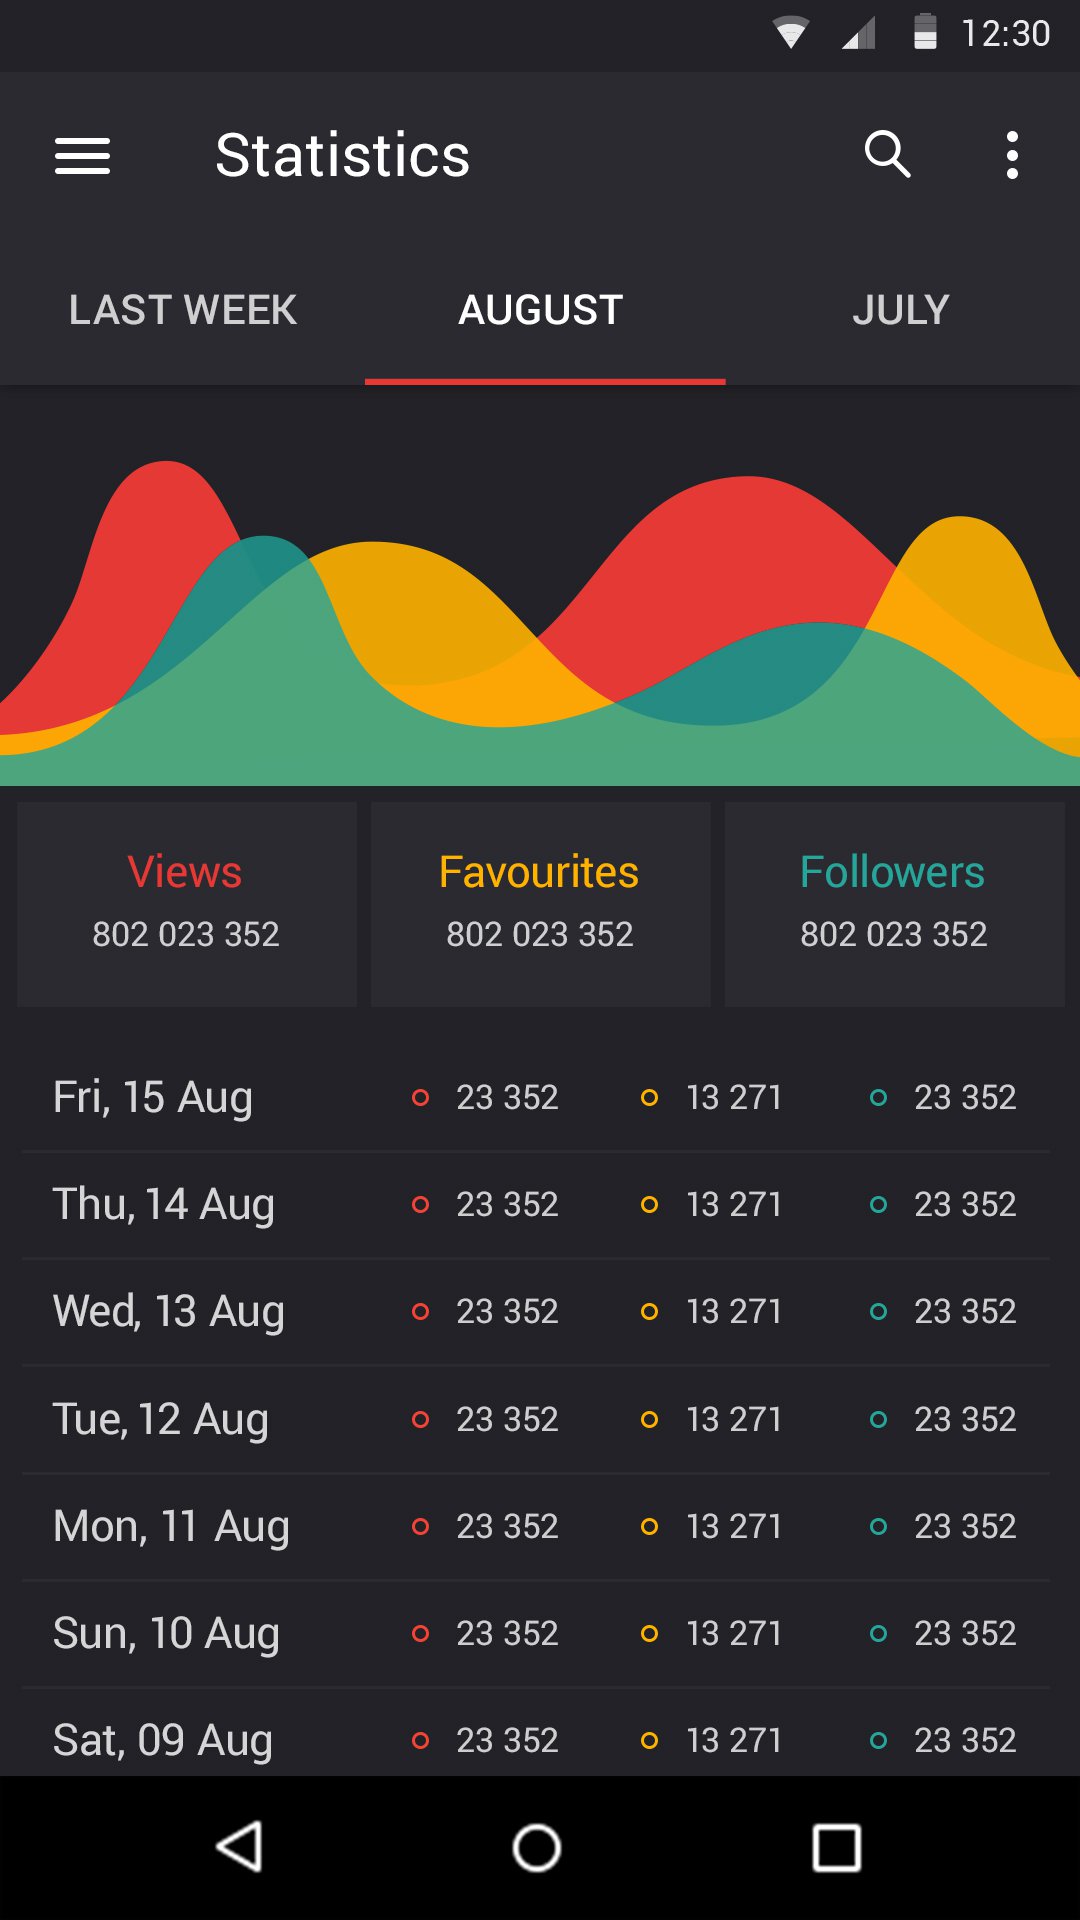 12:30
Statistics
LAST WEEK AUGUST JULY
Views Favourites Followers
802 023 352 802 023 352 802 023 352
Fri, 15 Aug 23 352 13 271 23 352
Thu, 14 Aug 23 352 13 271 23 352
Wed, 13 Aug 23 352 13 271 23 352
Tue, 12 Aug 23 352 13 271 23 352
Mon, 11 Aug 23 352 13 271 23 352
Sun, 10 Aug 23 352 13 271 23 352
Sat, 09 Aug 23 352 13 271 23 352